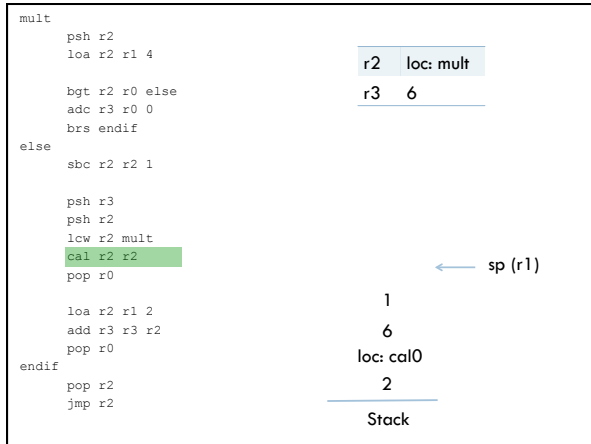 mult
psh r2
loa r2 r1 4
bgt r2 r0 else
adc r3 r0 0
brs endif
else
sbc r2 r2 1
psh r3
psh r2
lcw r2 mult
cal r2 r2
pop r0
loa r2 r1 2
add r3 r3 r2
pop r0
endif
pop r2
jmp r2
r2 loc: mult
r3 6
sp (r1)
1
6
loc: cal0
2
Stack